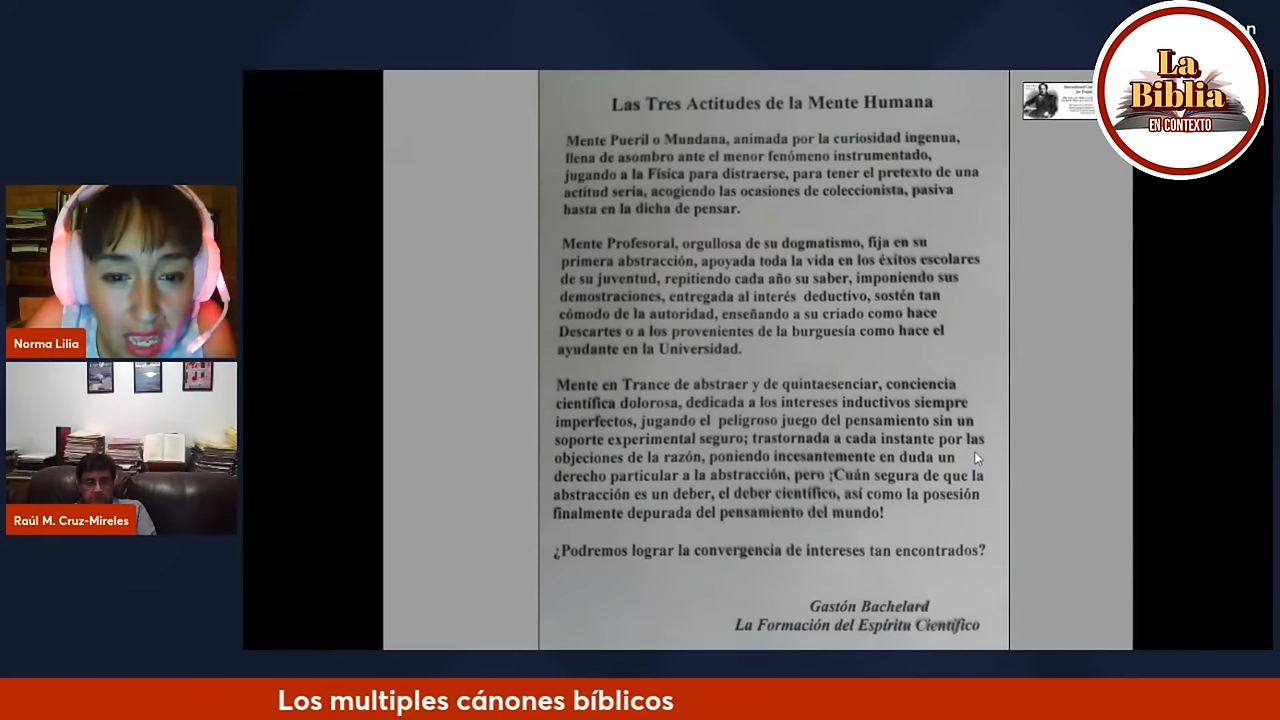 La
Biblia
EN CONTEXTO
Las Tres Actitudes de la Mente Humana
Mente Pueril o Mundana, animada por la curiosidad ingenua,
llena de asombro ante el menor fenómeno instrumentado,
jugando a la Física para distraerse, para tener el pretexto de una
actitud seria, acogiendo las ocasiones de coleccionista, pasiva
hasta en la dicha de pensar.
Mente Profesoral, orgullosa de su dogmatismo, fija en su
primera abstracción, apoyada toda la vida en los éxitos escolares
de su juventud, repitiendo cada año su saber, imponiendo sus
demostraciones, entregada al interés deductivo, sostén tan
cómodo de la autoridad, enseñando a su criado como hace
Descartes o a los provenientes de la burguesía como hace el
ayudante en la Universidad.
Mente en Trance de abstraer y de quintaesenciar, conciencia
científica dolorosa, dedicada a los intereses inductivos siempre
imperfectos, jugando el peligroso juego del pensamiento sin un
soporte experimental seguro; trastornada a cada instante por las
objeciones de la razón, poniendo incesantemente en duda un
derecho particular a la abstracción, pero ¡Cuán segura de que la
abstracción es un deber, el deber científico, así como la posesión
finalmente depurada del pensamiento del mundo!
¿Podremos lograr la convergencia de intereses tan encontrados?
Gastón Bachelard
La Formación del Espíritu Científico
Norma Lilia
Raúl M. Cruz-Mireles
Los multiples cánones bíblicos